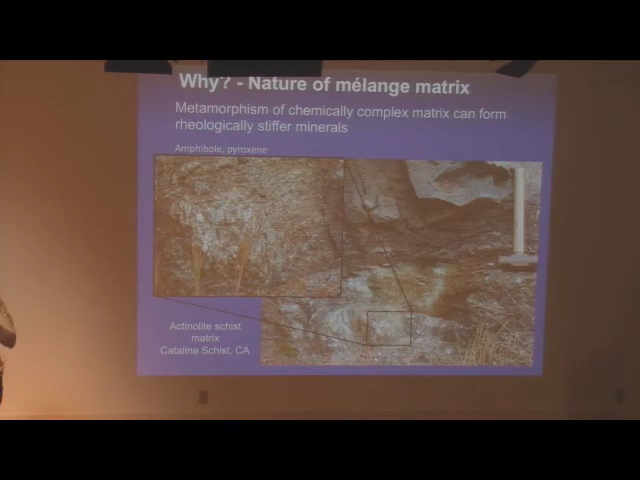 Why? - Nature of mélange matrix
Metamorphism of chemically complex matrix can form
rheologically stiffer minerals
Amphibole, pyroxene
Actinolite schist
matrix
Catalina Schist, CA